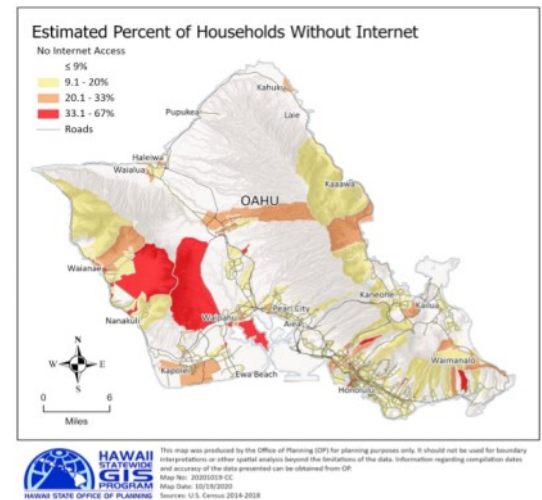 Estimated Percent of Households Without Internet
No Internet Access
≤ 9%
9.1 - 20%
20.1 - 33%
33.1 - 67%
Roads
Kahuku
Laie
Pupukea
Haleiwa
Waialua
Kaaawa
OAHU
Waianae
Kaneohe
Kailua
Nanakuli
Waipahu
Pearl City
Aiea
Waimanalo
Kapolei
Ewa Beach
Honolulu
N
W E
S
0 6
Miles
HAWAII
STATEWIDE
GIS
PROGRAM
HAWAII STATE OFFICE OF PLANNING
This map was produced by the Office of Planning (OP) for planning purposes only. It should not be used for boundary
interpretations or other spatial analysis beyond the limitations of the data. Information regarding compilation dates
and accuracy of the data presented can be obtained from OP.
Map No: 20201019-CC
Map Date: 10/19/2020
Sources: U.S. Census 2014-2018